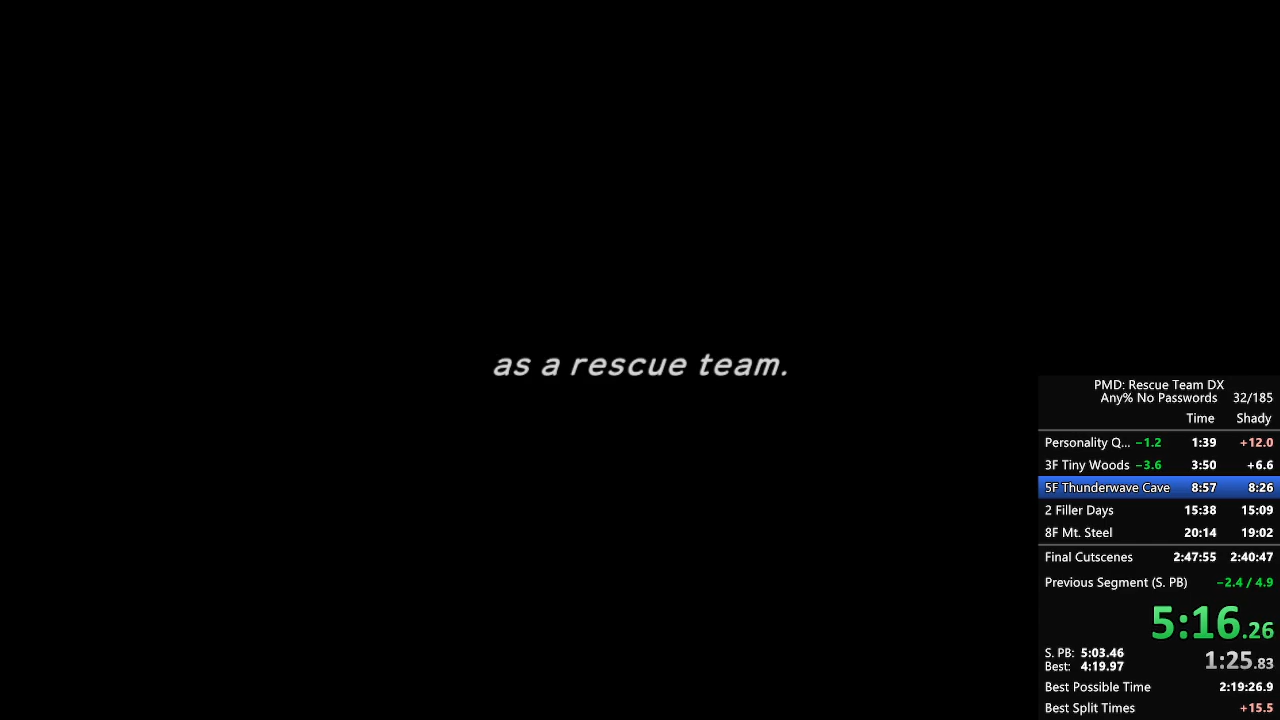 as a rescue team.
PMD: Rescue Team DX
Any% No Passwords 32/185
Time Shady
Personality Q... −1.2 1:39 +12.0
3F Tiny Woods −3.6 3:50 +6.6
5F Thunderwave Cave 8:57 8:26
2 Filler Days 15:38 15:09
8F Mt. Steel 20:14 19:02
Final Cutscenes 2:47:55 2:40:47
Previous Segment (S. PB) −2.4 / 4.9
5:16.26
S. PB: 5:03.46
Best: 4:19.97 1:25.83
Best Possible Time 2:19:26.9
Best Split Times +15.5